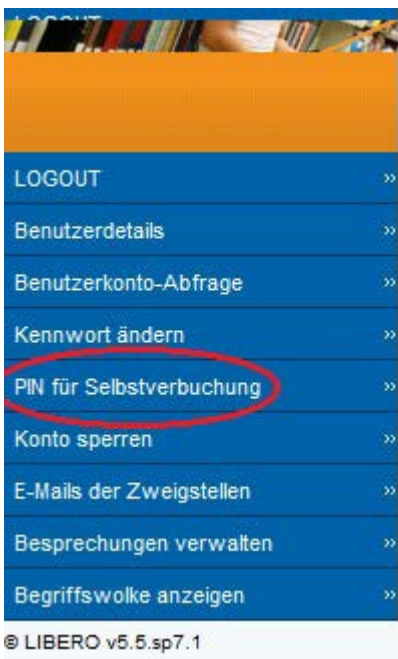 LOGOUT
LOGOUT »
Benutzerdetails »
Benutzerkonto-Abfrage »
Kennwort ändern »
PIN für Selbstverbuchung »
Konto sperren »
E-Mails der Zweigstellen »
Besprechungen verwalten »
Begriffswolke anzeigen »
© LIBERO v5.5.sp7.1